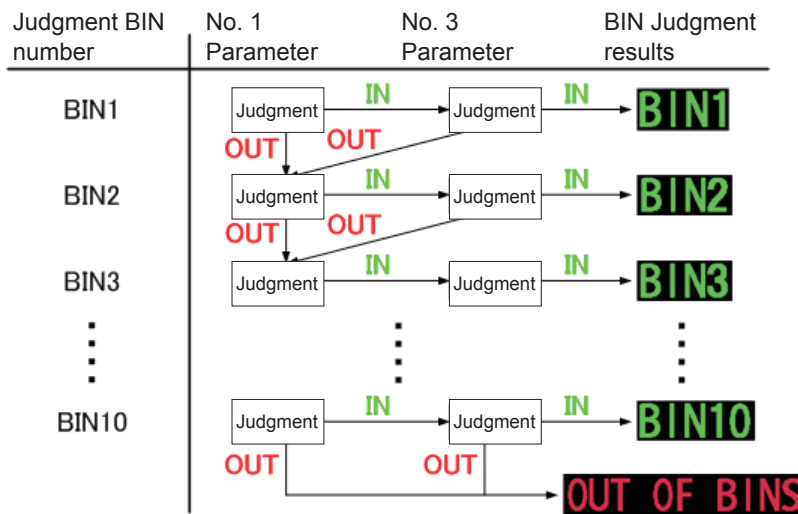 Judgment BIN number
No. 1 Parameter
No. 3 Parameter
BIN Judgment results
BIN1
Judgment
IN
Judgment
IN
BIN1
OUT
OUT
BIN2
Judgment
IN
Judgment
IN
BIN2
OUT
OUT
BIN3
Judgment
IN
Judgment
IN
BIN3
BIN10
Judgment
IN
Judgment
IN
BIN10
OUT
OUT
OUT OF BINS